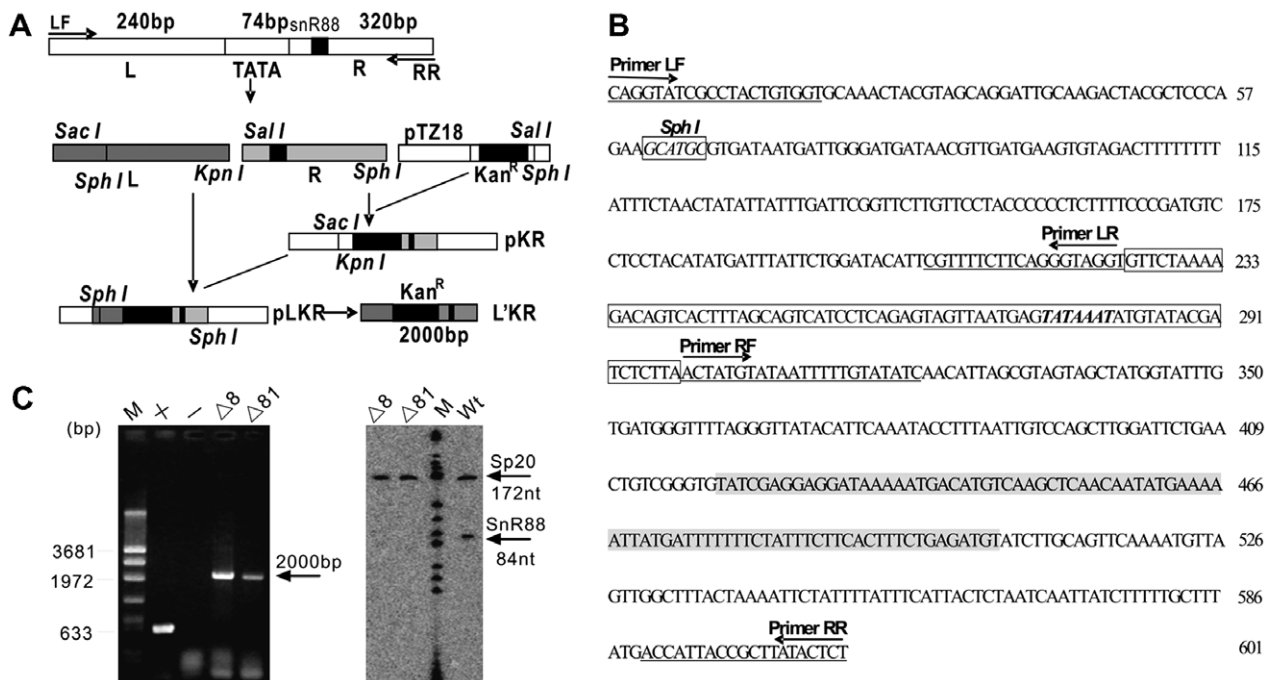 A
LF
240bp
74bp
snR88
320bp
L
TATA
R
RR
Sac I
Sal I
pTZ18
Sal I
Sph I
L
Kpn I
R
Sph I
Kan^R
Sph I
Sac I
pKR
Kpn I
Sph I
pLKR
Sph I
Kan^R
L'KR
2000bp
B
Primer LF
CAGGTATCGCCTACTGTGGTGCAAACTACGTAGCAGGATTGCAAGACTACGCTCCCA 57
Sph I
GAAGCATGCGTGATAATGATTGGGATGATAACGTTGATGAAGTGTAGACTTTTTTTT 115
ATTTCTAACTATATTATTTGATTCGGTTCTTGTTCCTACCCCCCTCTTTTCCCGATGTC 175
Primer LR
CTCCTACATATGATTTATTCTGGATACATTCGTTTTCTTCAGGGTAGGTGTTCTAAAA 233
GACAGTCACTTTAGCAGTCATCCTCAGAGTAGTTAATGAGTATAAATATGTATACGA 291
Primer RF
TCTCTTAACTATGTATAATTTTTGTATATCAACATTAGCGTAGTAGCTATGGTATTTG 350
TGATGGGTTTTAGGGTTATACATTCAAATACCTTTAATTGTCCAGCTTGGATTCTGAA 409
CTGTCGGGTGTATCGAGGAGGATAAAAATGACATGTCAAGCTCAACAATATGAAAA 466
ATTATGATTTTTTTCTATTTCTTCACTTTCTGAGATGTATCTTGCAGTTCAAAATGTTA 526
GTTGGCTTTACTAAAATTCTATTTTATTTCATTACTCTAATCAATTATCTTTTTGCTTT 586
Primer RR
ATGACCATTACCGCTTATACTCT 601
C
M + − △8 △81
(bp)
3681
1972
633
2000bp
△8 △81 M Wt
Sp20
172nt
SnR88
84nt